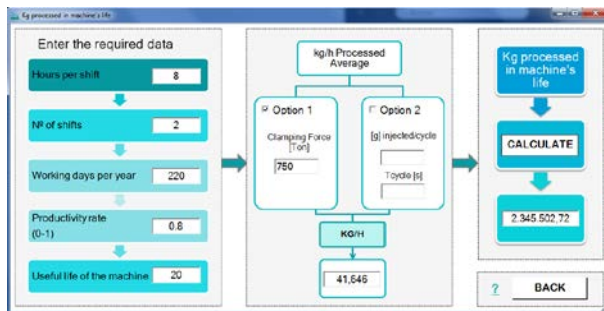 Kg processed in machine's life
Enter the required data
Hours per shift
8
Nº of shifts
2
Working days per year
220
Productivity rate
(0-1)
0.8
Useful life of the machine
20
kg/h Processed
Average
Option 1
Clamping Force
[Ton]
750
Option 2
[g] injected/cycle
Tcycle [s]
KG/H
41,646
Kg processed
in machine's
life
CALCULATE
2.345.502,72
?
BACK